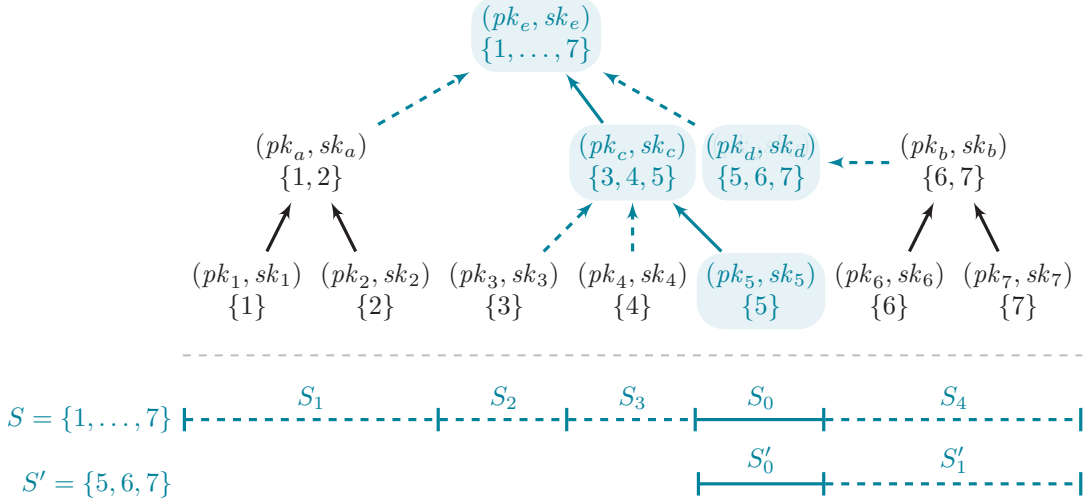 (pk_e, sk_e)
{1, . . . , 7}
(pk_a, sk_a) (pk_c, sk_c) (pk_d, sk_d) (pk_b, sk_b)
{1, 2} {3, 4, 5} {5, 6, 7} {6, 7}
(pk_1, sk_1) (pk_2, sk_2) (pk_3, sk_3) (pk_4, sk_4) (pk_5, sk_5) (pk_6, sk_6) (pk_7, sk_7)
{1} {2} {3} {4} {5} {6} {7}
S_1 S_2 S_3 S_0 S_4
S = {1, . . . , 7}
S'_0 S'_1
S' = {5, 6, 7}